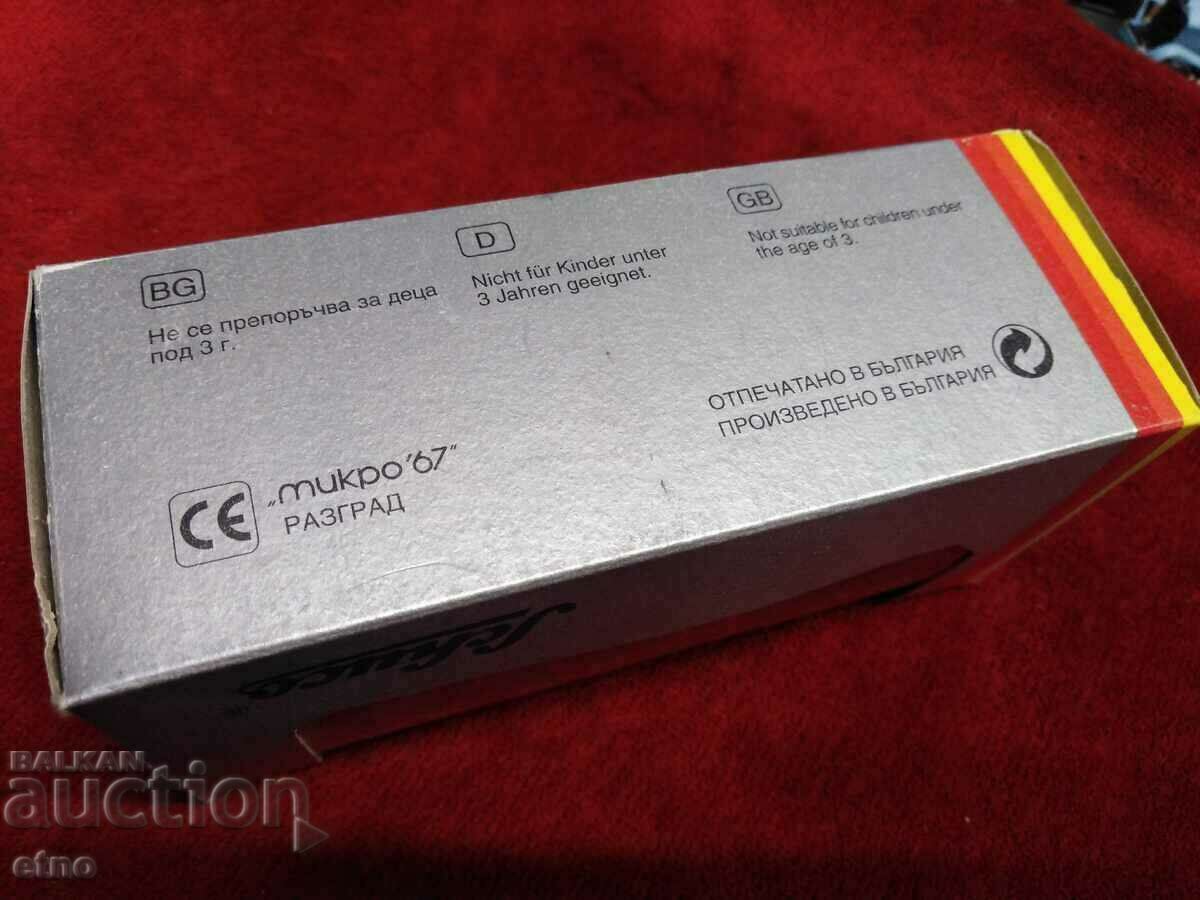 BG
Не се препоръчва за деца
под 3 г.
D
Nicht für Kinder unter
3 Jahren geeignet.
GB
Not suitable for children under
the age of 3.
ОТПЕЧАТАНО В БЪЛГАРИЯ
ПРОИЗВЕДЕНО В БЪЛГАРИЯ
CE
„микро'67"
РАЗГРАД
Schuco
BALKAN
auction
etno